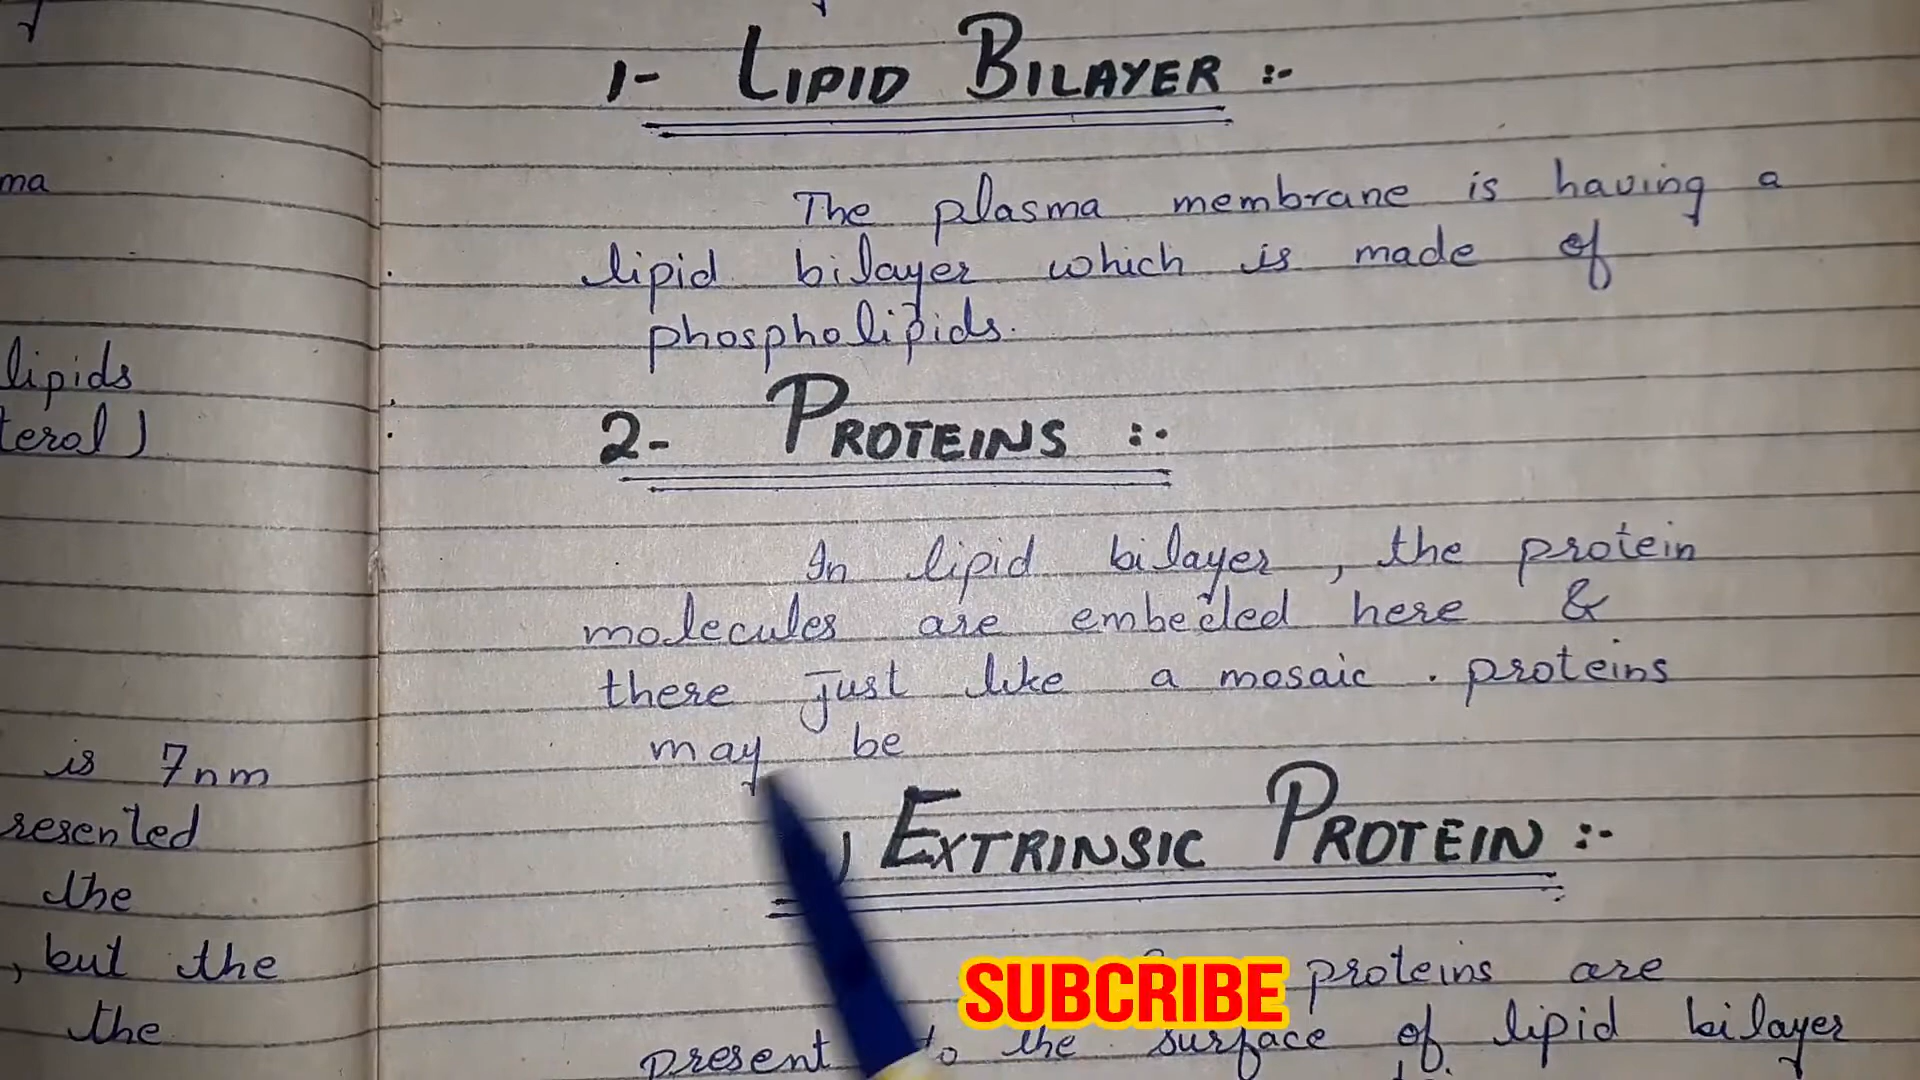 ma
lipids
terol)
is 7nm
resented
the
, but the
the
1- LIPID BILAYER :-
The plasma membrane is having a
lipid bilayer which is made of
phospholipids.
2- PROTEINS :-
In lipid bilayer, the protein
molecules are embeded here &
there just like a mosaic. proteins
may be
) EXTRINSIC PROTEIN :-
proteins are
SUBCRIBE
present to the surface of lipid bilayer